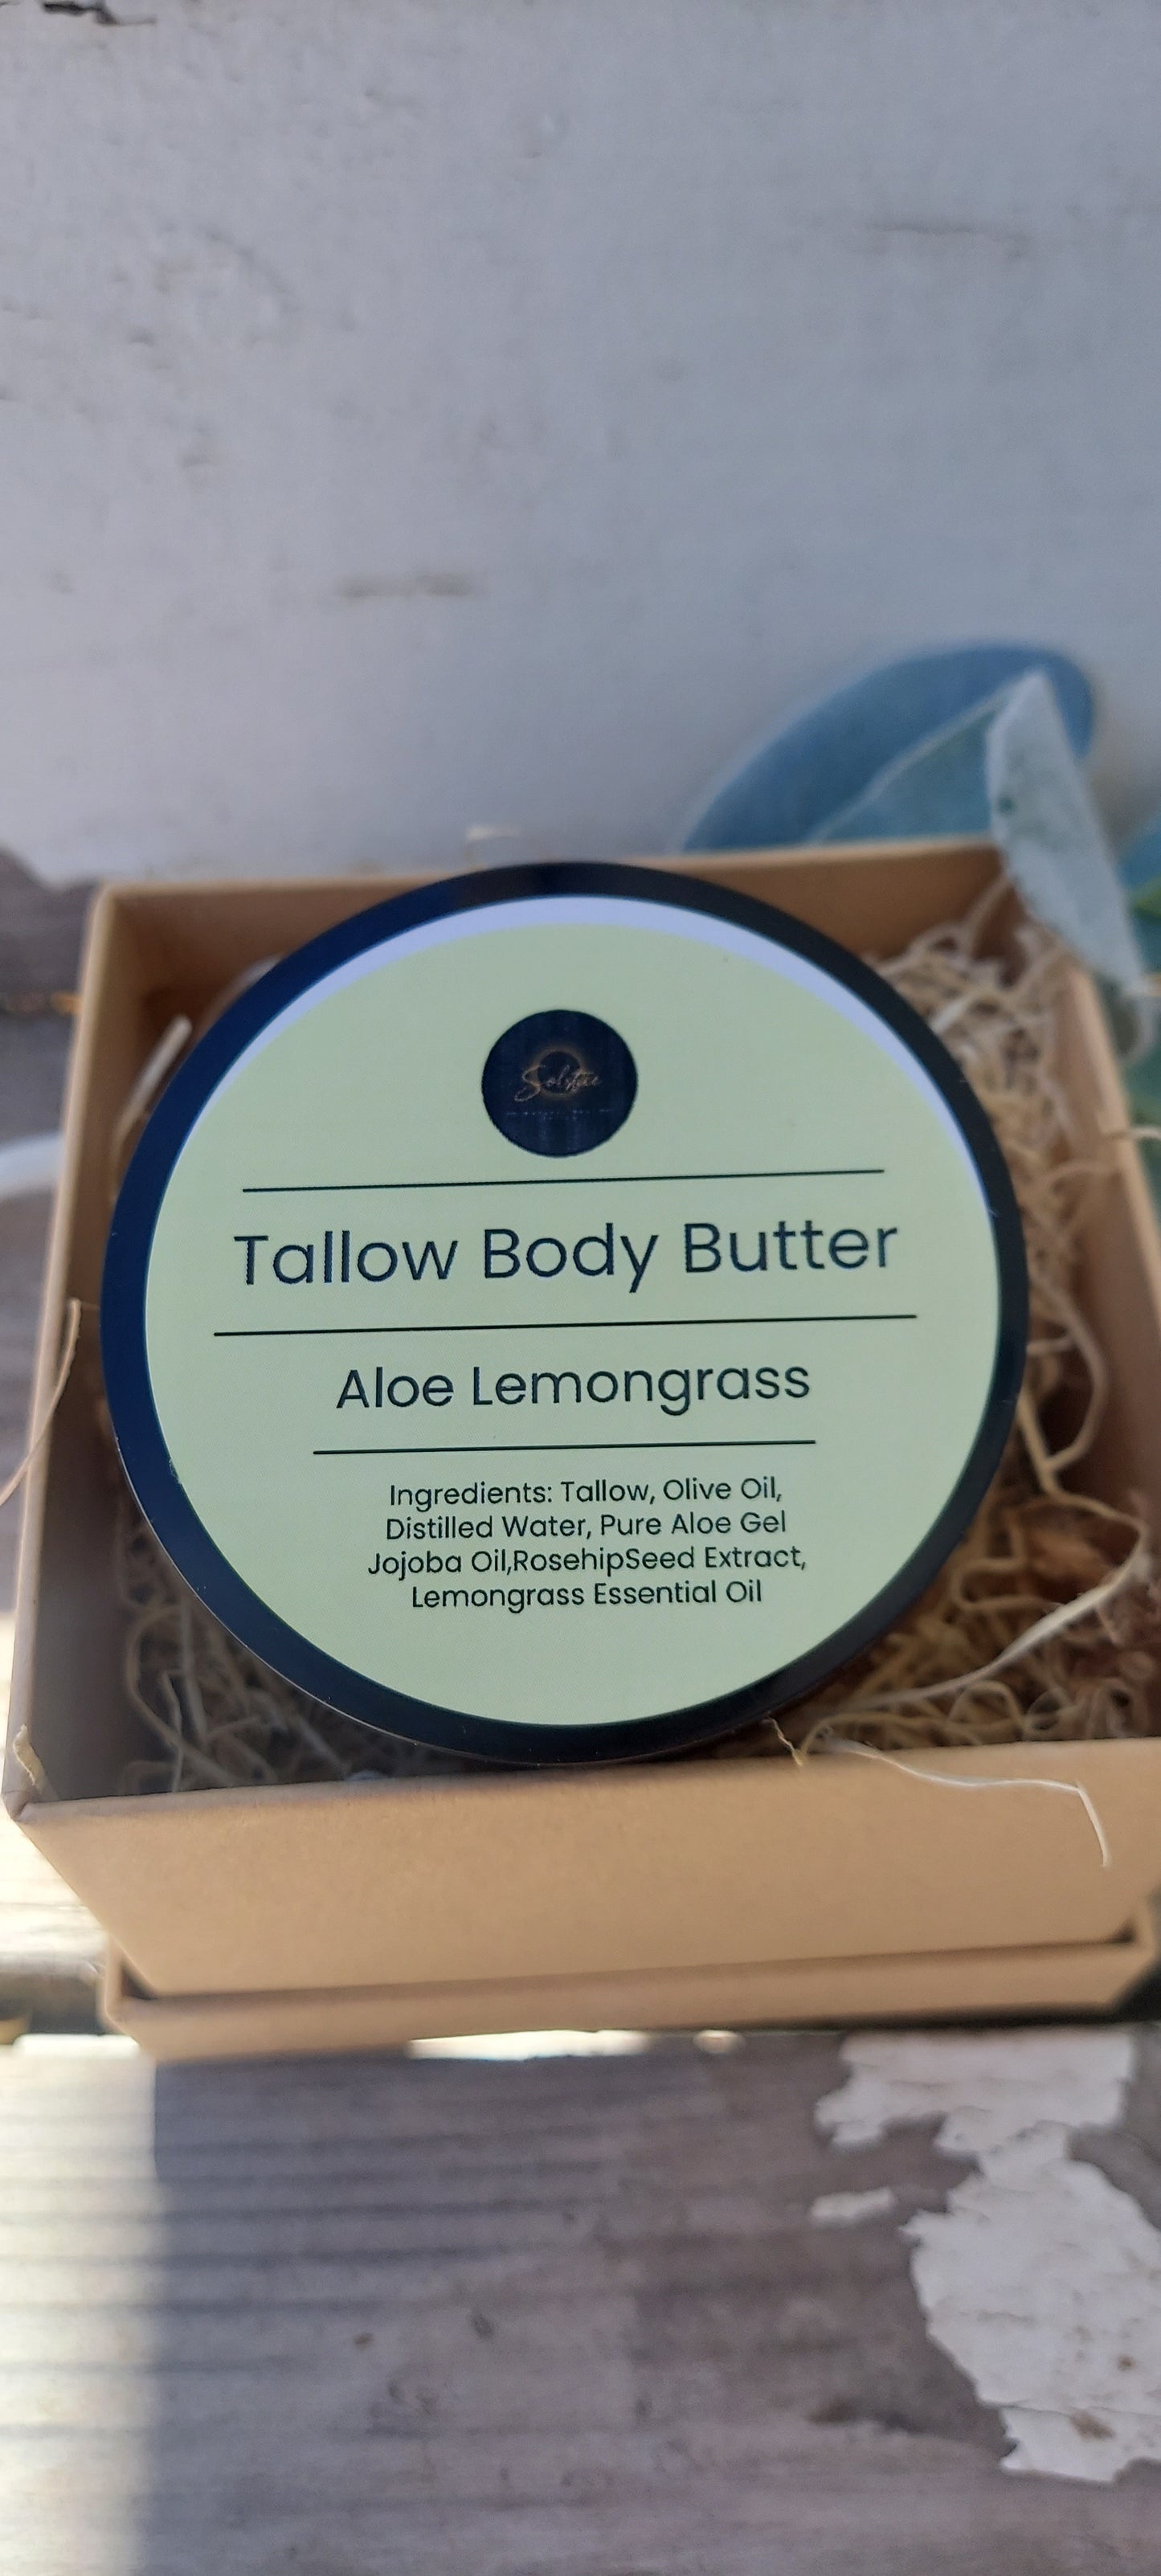 Solstice
Tallow Body Butter
Aloe Lemongrass
Ingredients: Tallow, Olive Oil,
Distilled Water, Pure Aloe Gel
Jojoba Oil,RosehipSeed Extract,
Lemongrass Essential Oil